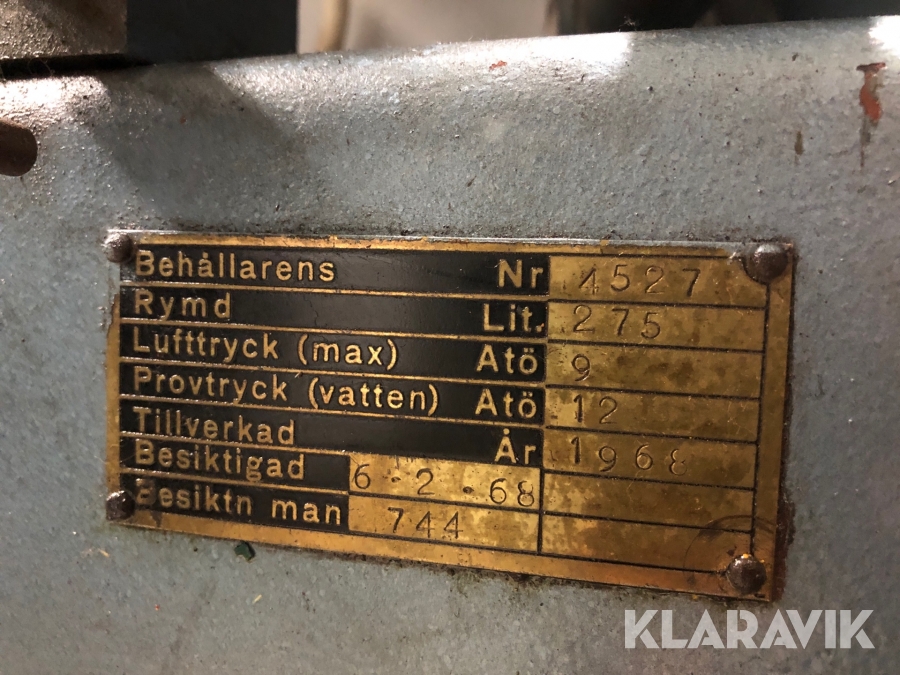 Behållarens Nr 4527
Rymd Lit. 275
Lufttryck (max) Atö 9
Provtryck (vatten) Atö 12
Tillverkad År 1968
Besiktigad 6-2-68
Besiktn man 744
KLARAVIK